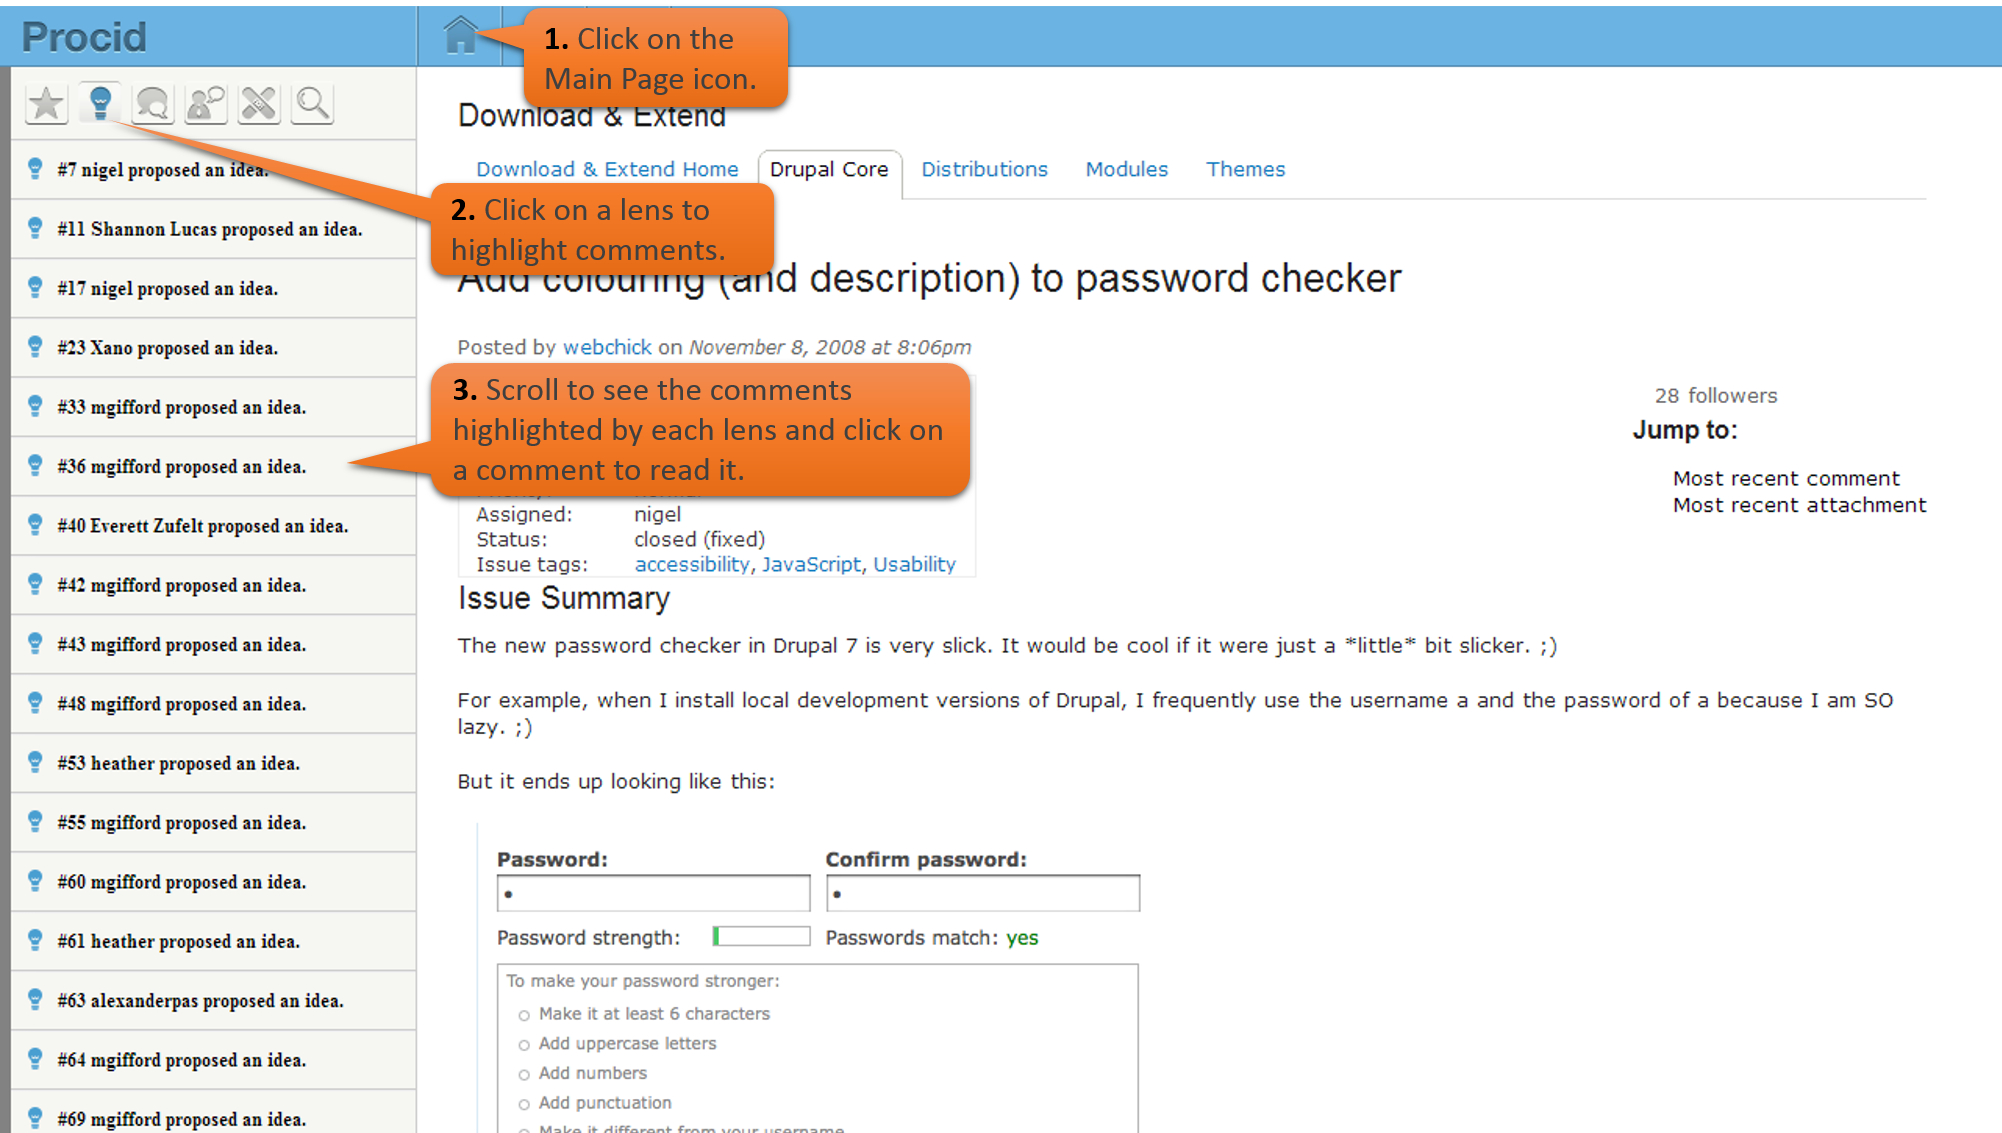 Procid
1. Click on the
Main Page icon.
Download & Extend
Download & Extend Home
Drupal Core
Distributions
Modules
Themes
2. Click on a lens to
highlight comments.
Add colouring (and description) to password checker
Posted by webchick on November 8, 2008 at 8:06pm
3. Scroll to see the comments
highlighted by each lens and click on
a comment to read it.
Assigned: nigel
Status: closed (fixed)
Issue tags: accessibility, JavaScript, Usability
28 followers
Jump to:
Most recent comment
Most recent attachment
#7 nigel proposed an idea.
#11 Shannon Lucas proposed an idea.
#17 nigel proposed an idea.
#23 Xano proposed an idea.
#33 mgifford proposed an idea.
#36 mgifford proposed an idea.
#40 Everett Zufelt proposed an idea.
#42 mgifford proposed an idea.
#43 mgifford proposed an idea.
#48 mgifford proposed an idea.
#53 heather proposed an idea.
#55 mgifford proposed an idea.
#60 mgifford proposed an idea.
#61 heather proposed an idea.
#63 alexanderpas proposed an idea.
#64 mgifford proposed an idea.
#69 mgifford proposed an idea.
Issue Summary
The new password checker in Drupal 7 is very slick. It would be cool if it were just a *little* bit slicker. ;)
For example, when I install local development versions of Drupal, I frequently use the username a and the password of a because I am SO
lazy. ;)
But it ends up looking like this:
Password: Confirm password:
Password strength: Passwords match: yes
To make your password stronger:
Make it at least 6 characters
Add uppercase letters
Add numbers
Add punctuation
Make it different from your username